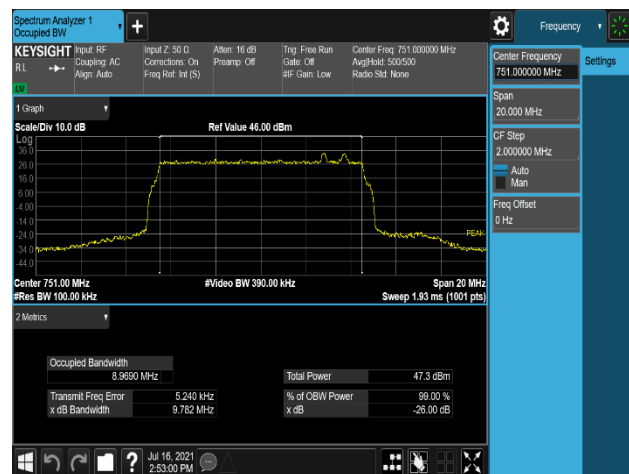 Spectrum Analyzer 1
Occupied BW
Frequency
KEYSIGHT
Input: RF
Input Z: 50 Ω
Atten: 16 dB
Trig: Free Run
Center Freq: 751.000000 MHz
R L
Coupling: AC
Corrections: On
Preamp: Off
Gate: Off
Avg|Hold: 500/500
Align: Auto
Freq Ref: Int (S)
#IF Gain: Low
Radio Std: None
Center Frequency
751.000000 MHz
Settings
Span
20.000 MHz
CF Step
2.000000 MHz
Auto
Man
Freq Offset
0 Hz
1 Graph
Scale/Div 10.0 dB
Ref Value 46.00 dBm
Log
36.0
26.0
16.0
6.00
-4.00
-14.0
-24.0
PEAK
-34.0
-44.0
Center 751.00 MHz
#Video BW 390.00 kHz
Span 20 MHz
#Res BW 100.00 kHz
Sweep 1.93 ms (1001 pts)
2 Metrics
Occupied Bandwidth
8.9690 MHz
Total Power
47.3 dBm
Transmit Freq Error
5.240 kHz
% of OBW Power
99.00 %
x dB Bandwidth
9.782 MHz
x dB
-26.00 dB
Jul 16, 2021
2:53:00 PM